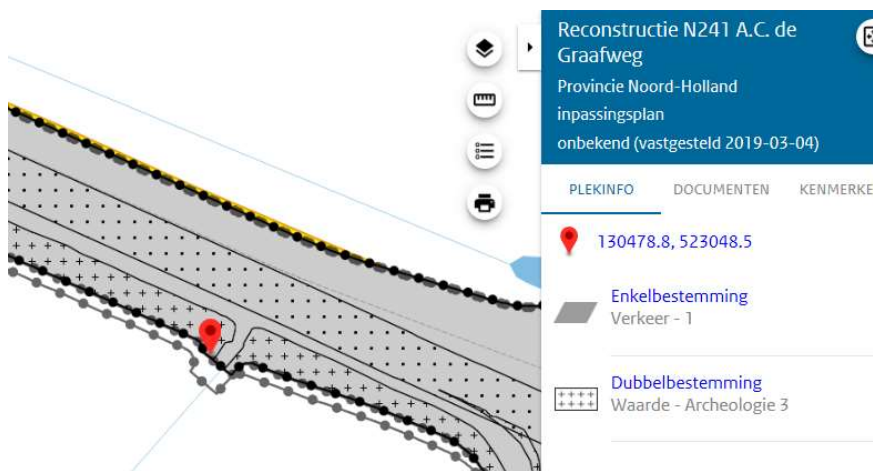 Reconstructie N241 A.C. de
Graafweg
Provincie Noord-Holland
inpassingsplan
onbekend (vastgesteld 2019-03-04)
PLEKINFO DOCUMENTEN KENMERKE
130478.8, 523048.5
Enkelbestemming
Verkeer - 1
Dubbelbestemming
Waarde - Archeologie 3